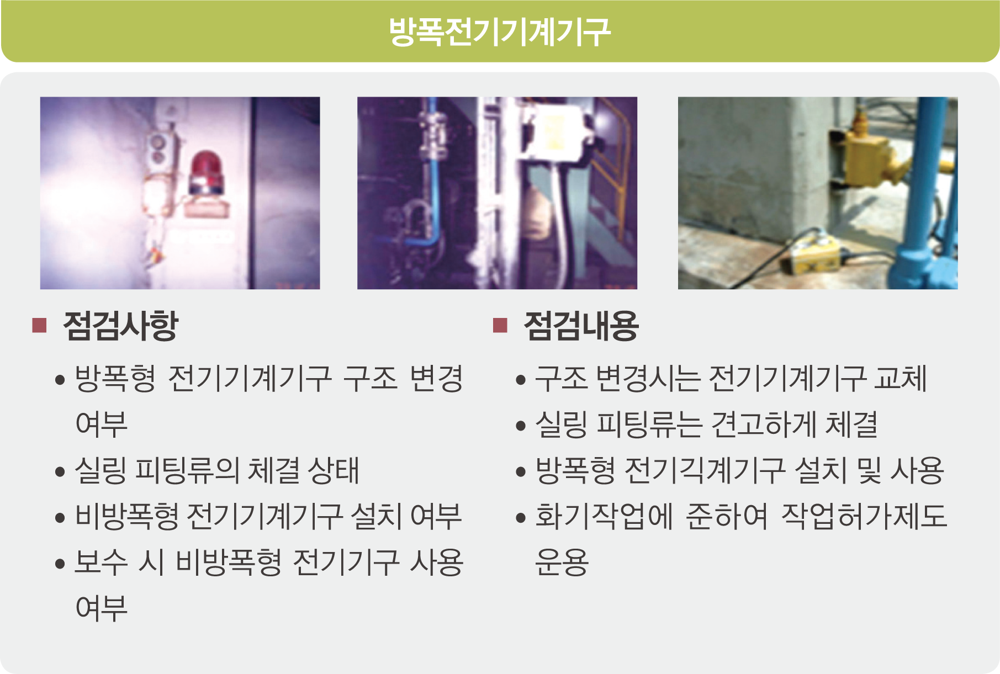 방폭전기기계기구
점검사항
방폭형 전기기계기구 구조 변경
여부
실링 피팅류의 체결 상태
비방폭형 전기기계기구 설치 여부
보수 시 비방폭형 전기기구 사용
여부
점검내용
구조 변경시는 전기기계기구 교체
실링 피팅류는 견고하게 체결
방폭형 전기긱계기구 설치 및 사용
화기작업에 준하여 작업허가제도
운용